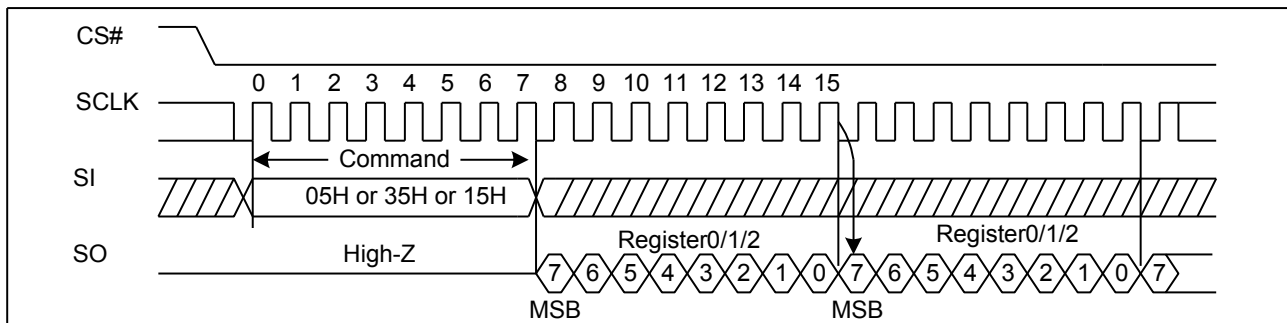 CS#
0 1 2 3 4 5 6 7 8 9 10 11 12 13 14 15
SCLK
Command
SI
05H or 35H or 15H
Register0/1/2 Register0/1/2
SO High-Z
7 6 5 4 3 2 1 0 7 6 5 4 3 2 1 0 7
MSB MSB